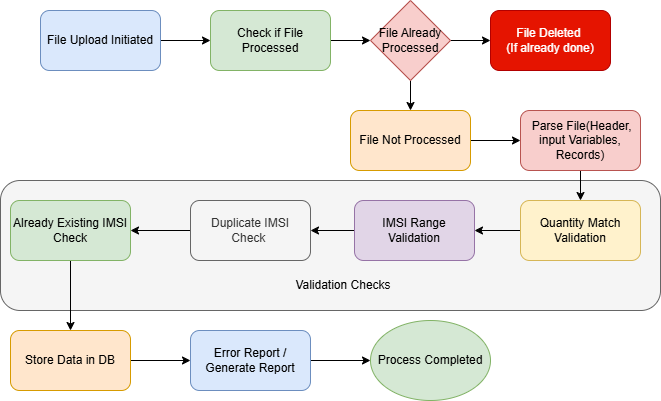 File Upload Initiated
Check if File
Processed
File Already
Processed
File Deleted
(If already done)
File Not Processed
Parse File(Header,
input Variables,
Records)
Already Existing IMSI
Check
Duplicate IMSI
Check
IMSI Range
Validation
Quantity Match
Validation
Validation Checks
Store Data in DB
Error Report /
Generate Report
Process Completed